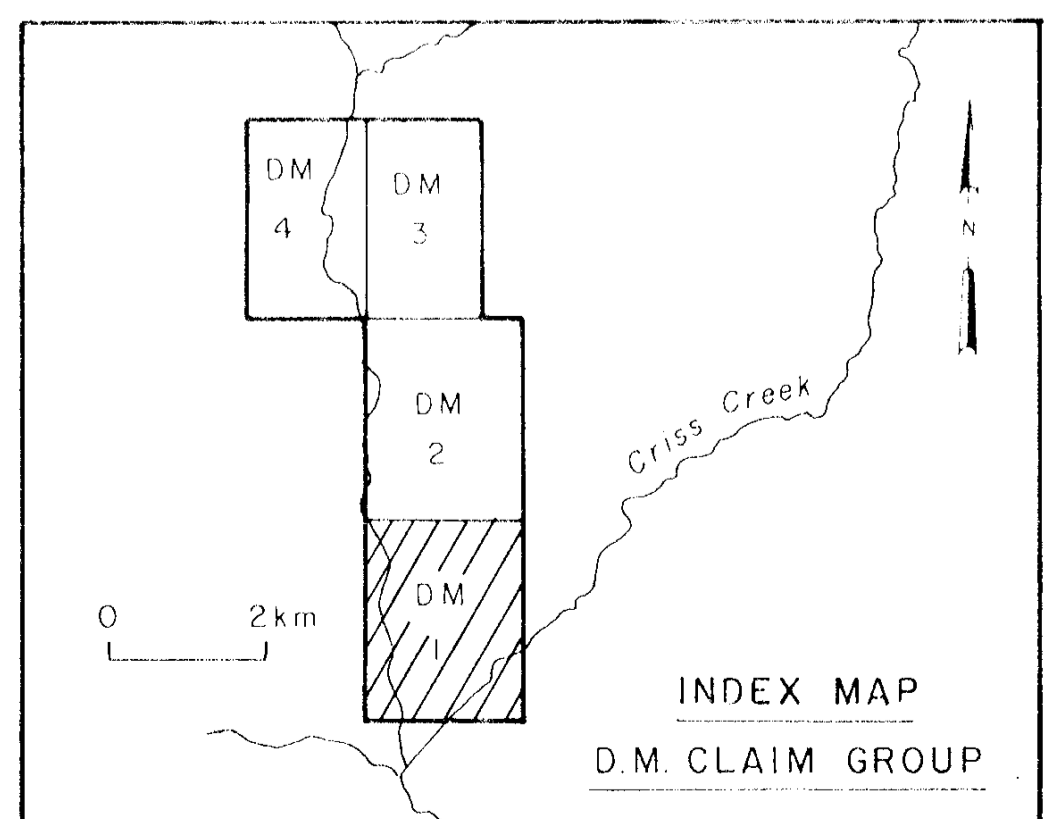 DM
4
DM
3
N
DM
2
Criss Creek
DM
1
0 2km
INDEX MAP
D.M. CLAIM GROUP